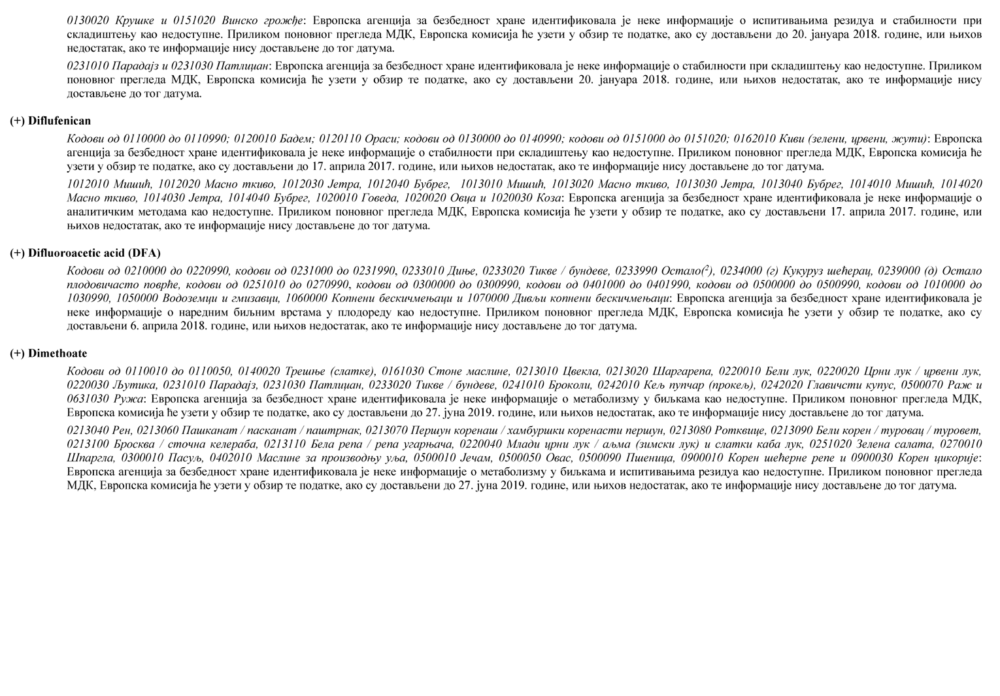 0130020 Крушке и 0151020 Винско грожђе: Европска агенција за безбедност хране идентификовала је неке информације о испитивањима резидуа и стабилности при
складиштењу као недоступне. Приликом поновног прегледа МДК, Европска комисија ће узети у обзир те податке, ако су достављени до 20. јануара 2018. године, или њихов
недостатак, ако те информације нису достављене до тог датума.
0231010 Парадајз и 0231030 Патлиџан: Европска агенција за безбедност хране идентификовала је неке информације о стабилности при складиштењу као недоступне. Приликом
поновног прегледа МДК, Европска комисија ће узети у обзир те податке, ако су достављени 20. јануара 2018. године, или њихов недостатак, ако те информације нису
достављене до тог датума.
(+) Diflufenican
Кодови од 0110000 до 0110990; 0120010 Бадем; 0120110 Ораси; кодови од 0130000 до 0140990; кодови од 0151000 до 0151020; 0162010 Киви (зелени, црвени, жути): Европска
агенција за безбедност хране идентификовала је неке информације о стабилности при складиштењу као недоступне. Приликом поновног прегледа МДК, Европска комисија ће
узети у обзир те податке, ако су достављени до 17. априла 2017. године, или њихов недостатак, ако те информације нису достављене до тог датума.
1012010 Мишић, 1012020 Масно ткиво, 1012030 Јетра, 1012040 Бубрег,  1013010 Мишић, 1013020 Масно ткиво, 1013030 Јетра, 1013040 Бубрег, 1014010 Мишић, 1014020
Масно ткиво, 1014030 Јетра, 1014040 Бубрег, 1020010 Говеда, 1020020 Овца и 1020030 Коза: Европска агенција за безбедност хране идентификовала је неке информације о
аналитичким методама као недоступне. Приликом поновног прегледа МДК, Европска комисија ће узети у обзир те податке, ако су достављени 17. априла 2017. године, или
њихов недостатак, ако те информације нису достављене до тог датума.
(+) Difluoroacetic acid (DFA)
Кодови од 0210000 до 0220990, кодови од 0231000 до 0231990, 0233010 Диње, 0233020 Тикве / бундеве, 0233990 Остало(²), 0234000 (г) Кукуруз шећерац, 0239000 (д) Остало
плодовичасто поврће, кодови од 0251010 до 0270990, кодови од 0300000 до 0300990, кодови од 0401000 до 0401990, кодови од 0500000 до 0500990, кодови од 1010000 до
1030990, 1050000 Водоземци и гмизавци, 1060000 Копнени бескичмењаци и 1070000 Дивљи копнени бескичмењаци: Европска агенција за безбедност хране идентификовала је
неке информације о наредним биљним врстама у плодореду као недоступне. Приликом поновног прегледа МДК, Европска комисија ће узети у обзир те податке, ако су
достављени 6. априла 2018. године, или њихов недостатак, ако те информације нису достављене до тог датума.
(+) Dimethoate
Кодови од 0110010 до 0110050, 0140020 Трешње (слатке), 0161030 Стоне маслине, 0213010 Цвекла, 0213020 Шаргарепа, 0220010 Бели лук, 0220020 Црни лук / црвени лук,
0220030 Љутика, 0231010 Парадајз, 0231030 Патлиџан, 0233020 Тикве / бундеве, 0241010 Броколи, 0242010 Кељ пупчар (прокељ), 0242020 Главичсти купус, 0500070 Раж и
0631030 Ружа: Европска агенција за безбедност хране идентификовала је неке информације о метаболизму у биљкама као недоступне. Приликом поновног прегледа МДК,
Европска комисија ће узети у обзир те податке, ако су достављени до 27. јуна 2019. године, или њихов недостатак, ако те информације нису достављене до тог датума.
0213040 Рен, 0213060 Пашканат / пасканат / паштрнак, 0213070 Першун коренаш / хамбуршки коренасти першун, 0213080 Ротквице, 0213090 Бели корен / туровац / туровет,
0213100 Бросква / сточна келераба, 0213110 Бела репа / репа угарњача, 0220040 Млади црни лук / аљма (зимски лук) и слатки каба лук, 0251020 Зелена салата, 0270010
Шпаргла, 0300010 Пасуљ, 0402010 Маслине за производњу уља, 0500010 Јечам, 0500050 Овас, 0500090 Пшеница, 0900010 Корен шећерне репе и 0900030 Корен цикорије:
Европска агенција за безбедност хране идентификовала је неке информације о метаболизму у биљкама и испитивањима резидуа као недоступне. Приликом поновног прегледа
МДК, Европска комисија ће узети у обзир те податке, ако су достављени до 27. јуна 2019. године, или њихов недостатак, ако те информације нису достављене до тог датума.